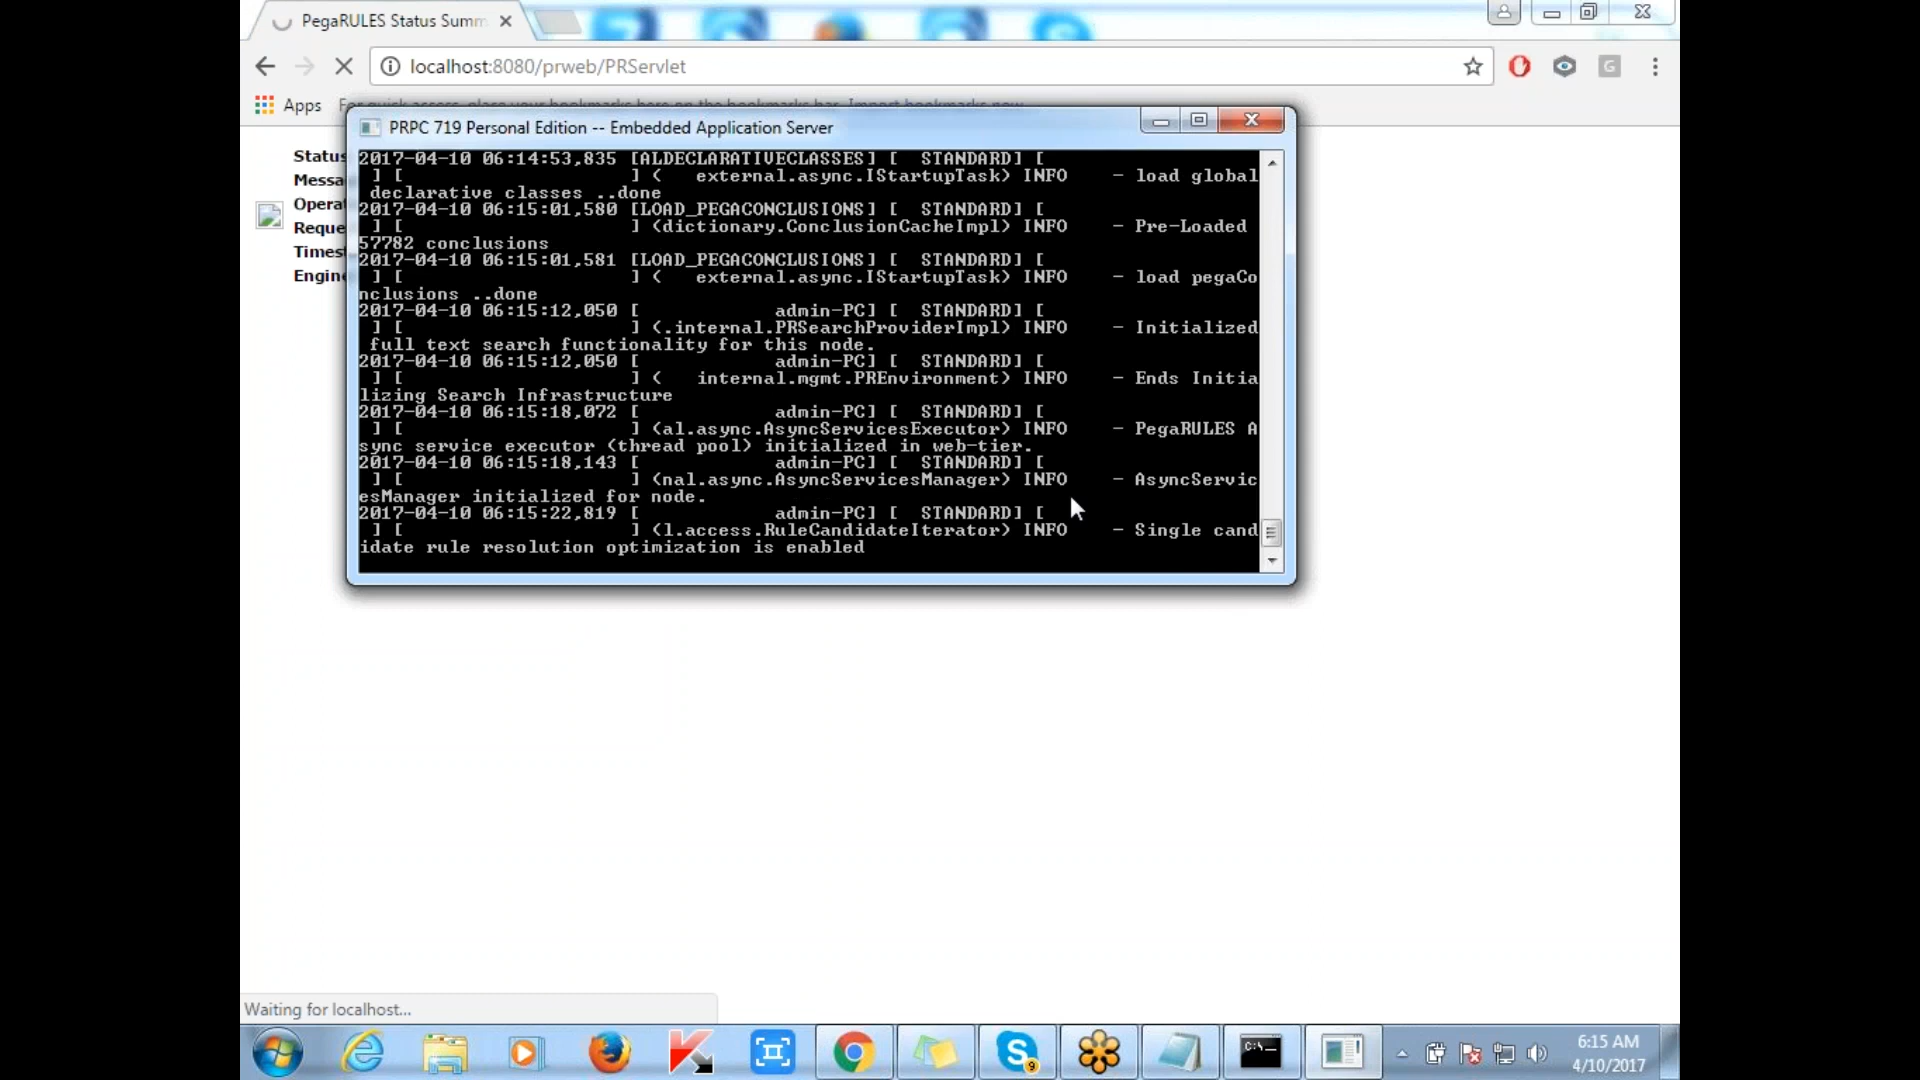 PegaRULES Status Summ
localhost:8080/prweb/PRServlet
Apps
Status
Messa
Operat
Reque
Timest
Engine
PRPC 719 Personal Edition -- Embedded Application Server
2017-04-10 06:14:53,835 [ALDECLARATIVECLASSES] [  STANDARD] [
 ] [                     ] (   external.async.IStartupTask) INFO    - load global
 declarative classes ..done
2017-04-10 06:15:01,580 [LOAD_PEGACONCLUSIONS] [  STANDARD] [
 ] [                     ] (dictionary.ConclusionCacheImpl) INFO    - Pre-Loaded
57782 conclusions
2017-04-10 06:15:01,581 [LOAD_PEGACONCLUSIONS] [  STANDARD] [
 ] [                     ] (   external.async.IStartupTask) INFO    - load pegaCo
nclusions ..done
2017-04-10 06:15:12,050 [            admin-PC] [  STANDARD] [
 ] [                     ] (.internal.PRSearchProviderImpl) INFO    - Initialized
 full text search functionality for this node.
2017-04-10 06:15:12,050 [            admin-PC] [  STANDARD] [
 ] [                     ] (   internal.mgmt.PREnvironment) INFO    - Ends Initia
lizing Search Infrastructure
2017-04-10 06:15:18,072 [            admin-PC] [  STANDARD] [
 ] [                     ] (al.async.AsyncServicesExecutor) INFO    - PegaRULES A
sync service executor (thread pool) initialized in web-tier.
2017-04-10 06:15:18,143 [            admin-PC] [  STANDARD] [
 ] [                     ] (nal.async.AsyncServicesManager) INFO    - AsyncServic
esManager initialized for node.
2017-04-10 06:15:22,819 [            admin-PC] [  STANDARD] [
 ] [                     ] (l.access.RuleCandidateIterator) INFO    - Single cand
idate rule resolution optimization is enabled
Waiting for localhost...
6:15 AM
4/10/2017